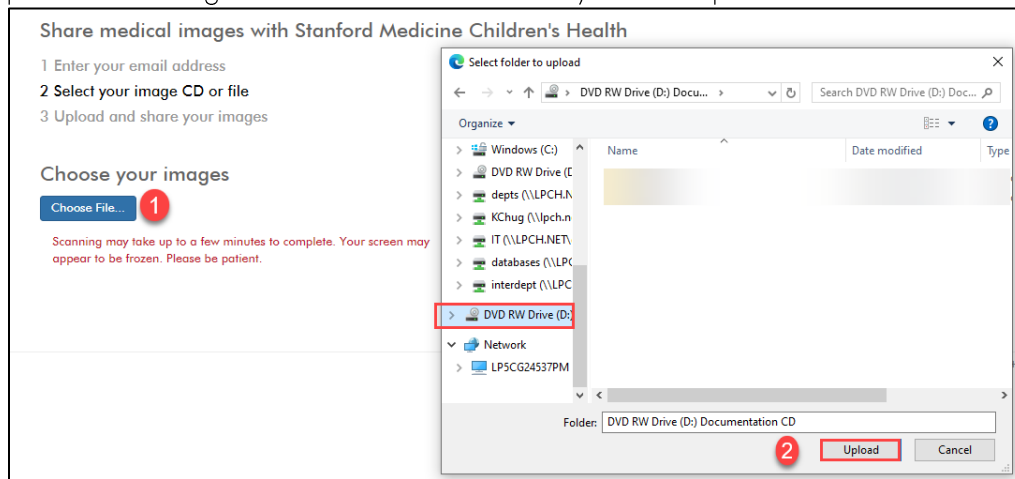 Share medical images with Stanford Medicine Children's Health
1 Enter your email address
2 Select your image CD or file
3 Upload and share your images
Choose your images
Choose File...
1
Scanning may take up to a few minutes to complete. Your screen may
appear to be frozen. Please be patient.
Select folder to upload
DVD RW Drive (D:) Docu...
Search DVD RW Drive (D:) Doc...
Organize
Name
Date modified
Type
Windows (C:)
DVD RW Drive (D
depts (\\LPCH.N
KChug (\\lpch.n
IT (\\LPCH.NET\
databases (\\LPC
interdept (\\LPC
DVD RW Drive (D:)
Network
LP5CG24537PM
Folder: DVD RW Drive (D:) Documentation CD
2
Upload
Cancel